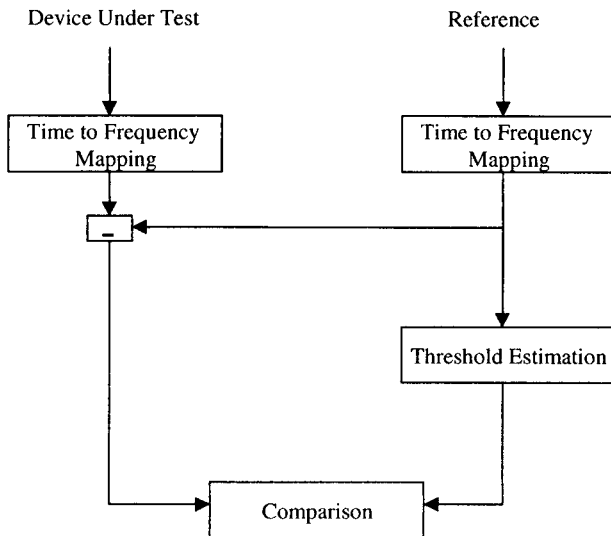 Device Under Test
Reference
Time to Frequency
Mapping
Time to Frequency
Mapping
–
Threshold Estimation
Comparison